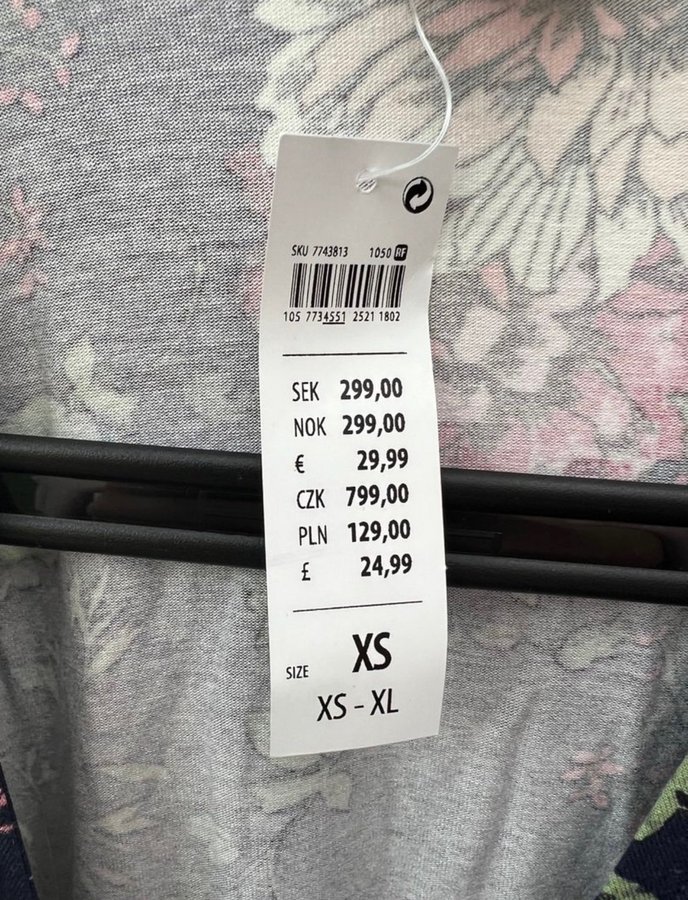 SKU 7743813 1050 RF
105 7734551 2521 1802
SEK 299,00
NOK 299,00
€ 29,99
CZK 799,00
PLN 129,00
£ 24,99
SIZE XS
XS - XL